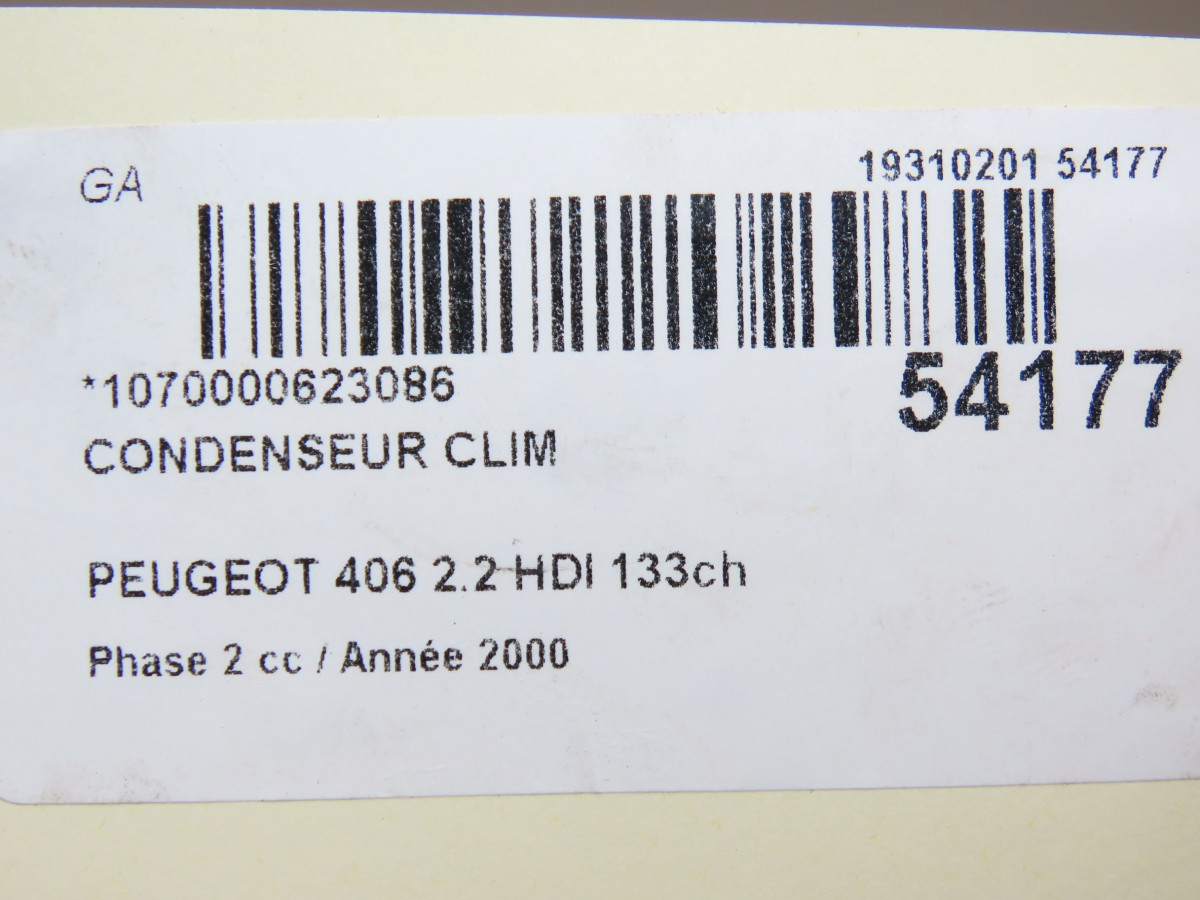 GA
19310201 54177
*1070000623086
54177
CONDENSEUR CLIM
PEUGEOT 406 2.2 HDI 133ch
Phase 2 cc / Année 2000